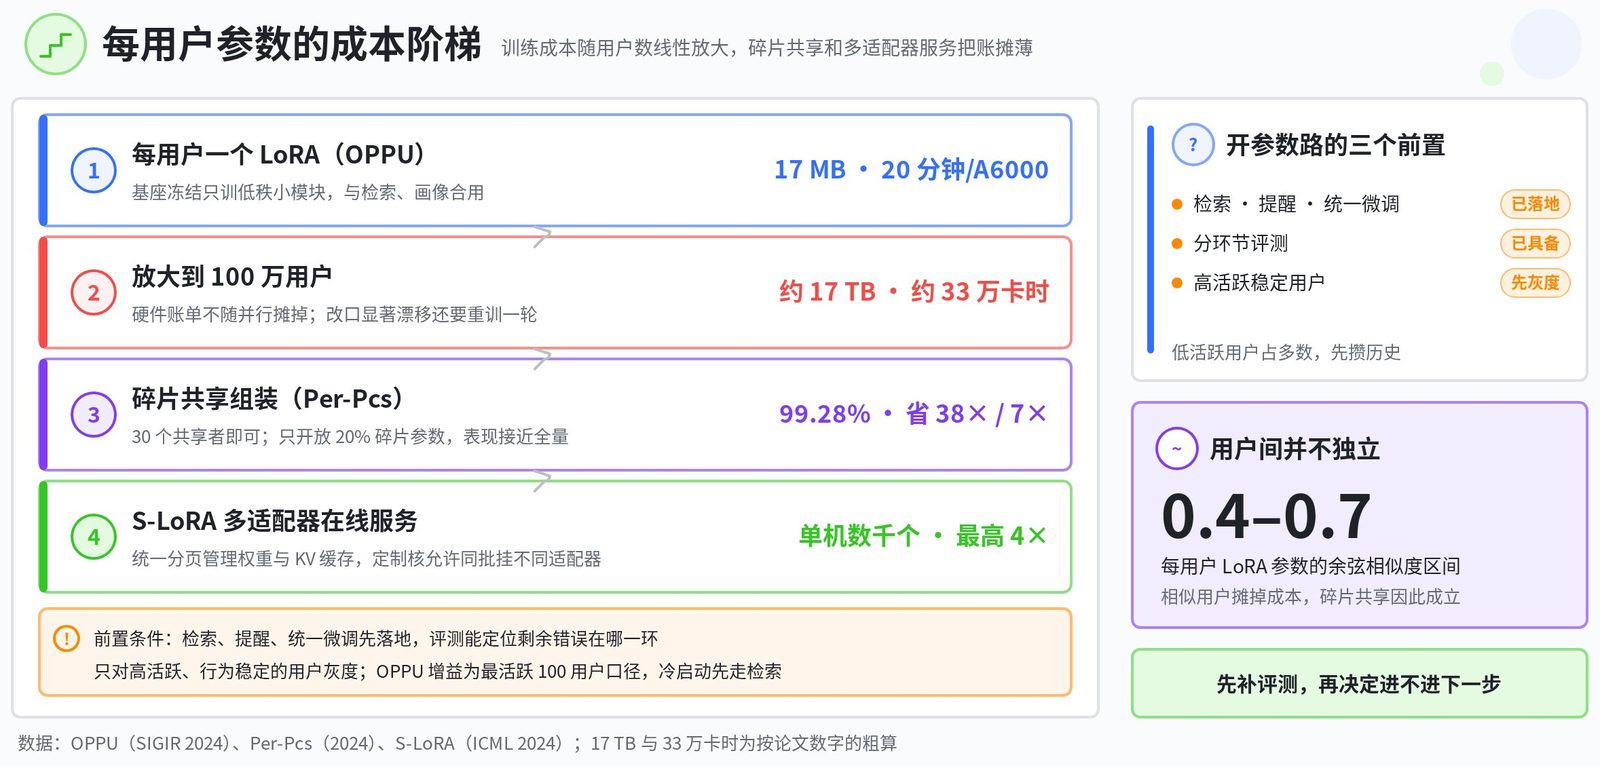 每用户参数的成本阶梯
训练成本随用户数线性放大，碎片共享和多适配器服务把账摊薄
1
每用户一个 LoRA（OPPU）
基座冻结只训低秩小模块，与检索、画像合用
17 MB · 20 分钟/A6000
2
放大到 100 万用户
硬件账单不随并行摊掉；改口显著漂移还要重训一轮
约 17 TB · 约 33 万卡时
3
碎片共享组装（Per-Pcs）
30 个共享者即可；只开放 20% 碎片参数，表现接近全量
99.28% · 省 38× / 7×
4
S-LoRA 多适配器在线服务
统一分页管理权重与 KV 缓存，定制核允许同批挂不同适配器
单机数千个 · 最高 4×
! 前置条件：检索、提醒、统一微调先落地，评测能定位剩余错误在哪一环
只对高活跃、行为稳定的用户灰度；OPPU 增益为最活跃 100 用户口径，冷启动先走检索
? 开参数路的三个前置
检索 · 提醒 · 统一微调 已落地
分环节评测 已具备
高活跃稳定用户 先灰度
低活跃用户占多数，先攒历史
~ 用户间并不独立
0.4–0.7
每用户 LoRA 参数的余弦相似度区间
相似用户摊掉成本，碎片共享因此成立
先补评测，再决定进不进下一步
数据：OPPU（SIGIR 2024）、Per-Pcs（2024）、S-LoRA（ICML 2024）；17 TB 与 33 万卡时为按论文数字的粗算